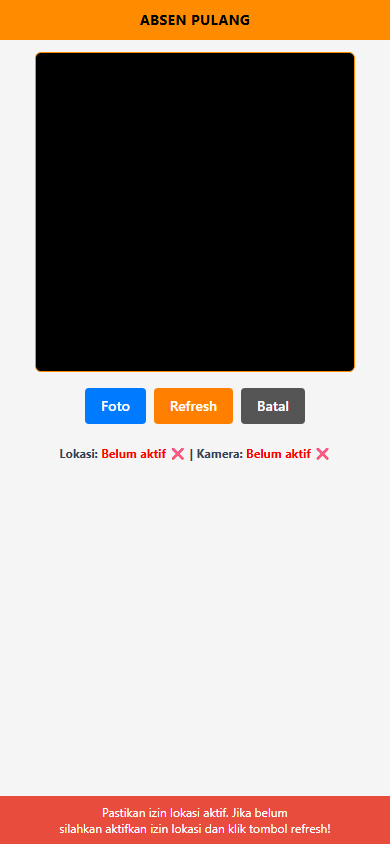 ABSEN PULANG
Foto
Refresh
Batal
Lokasi: Belum aktif ❌ | Kamera: Belum aktif ❌
Pastikan izin lokasi aktif. Jika belum
silahkan aktifkan izin lokasi dan klik tombol refresh!